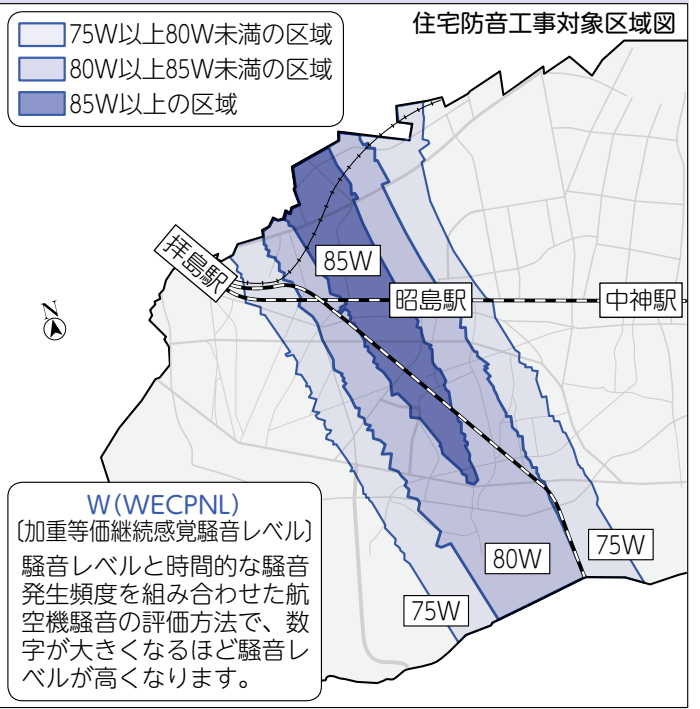 住宅防音工事対象区域図
75W以上80W未満の区域
80W以上85W未満の区域
85W以上の区域
拝島駅
85W
昭島駅
中神駅
N
W(WECPNL)
〔加重等価継続感覚騒音レベル〕
騒音レベルと時間的な騒音
発生頻度を組み合わせた航
空機騒音の評価方法で、数
字が大きくなるほど騒音レ
ベルが高くなります。
80W
75W
75W